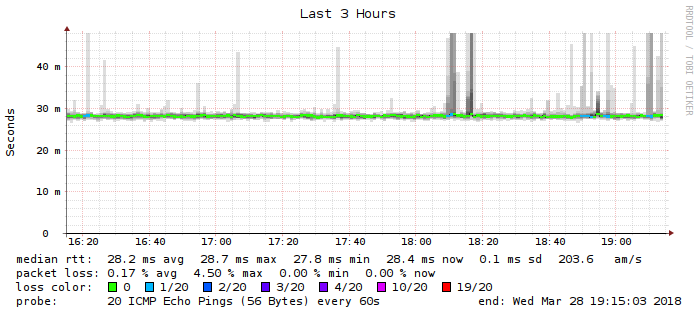 Last 3 Hours
RRDTOOL / TOBI OETIKER
Seconds
40 m
30 m
20 m
10 m
0
16:20 16:40 17:00 17:20 17:40 18:00 18:20 18:40 19:00
median rtt: 28.2 ms avg 28.7 ms max 27.8 ms min 28.4 ms now 0.1 ms sd 203.6 am/s
packet loss: 0.17 % avg 4.50 % max 0.00 % min 0.00 % now
loss color: 0 1/20 2/20 3/20 4/20 10/20 19/20
probe: 20 ICMP Echo Pings (56 Bytes) every 60s end: Wed Mar 28 19:15:03 2018